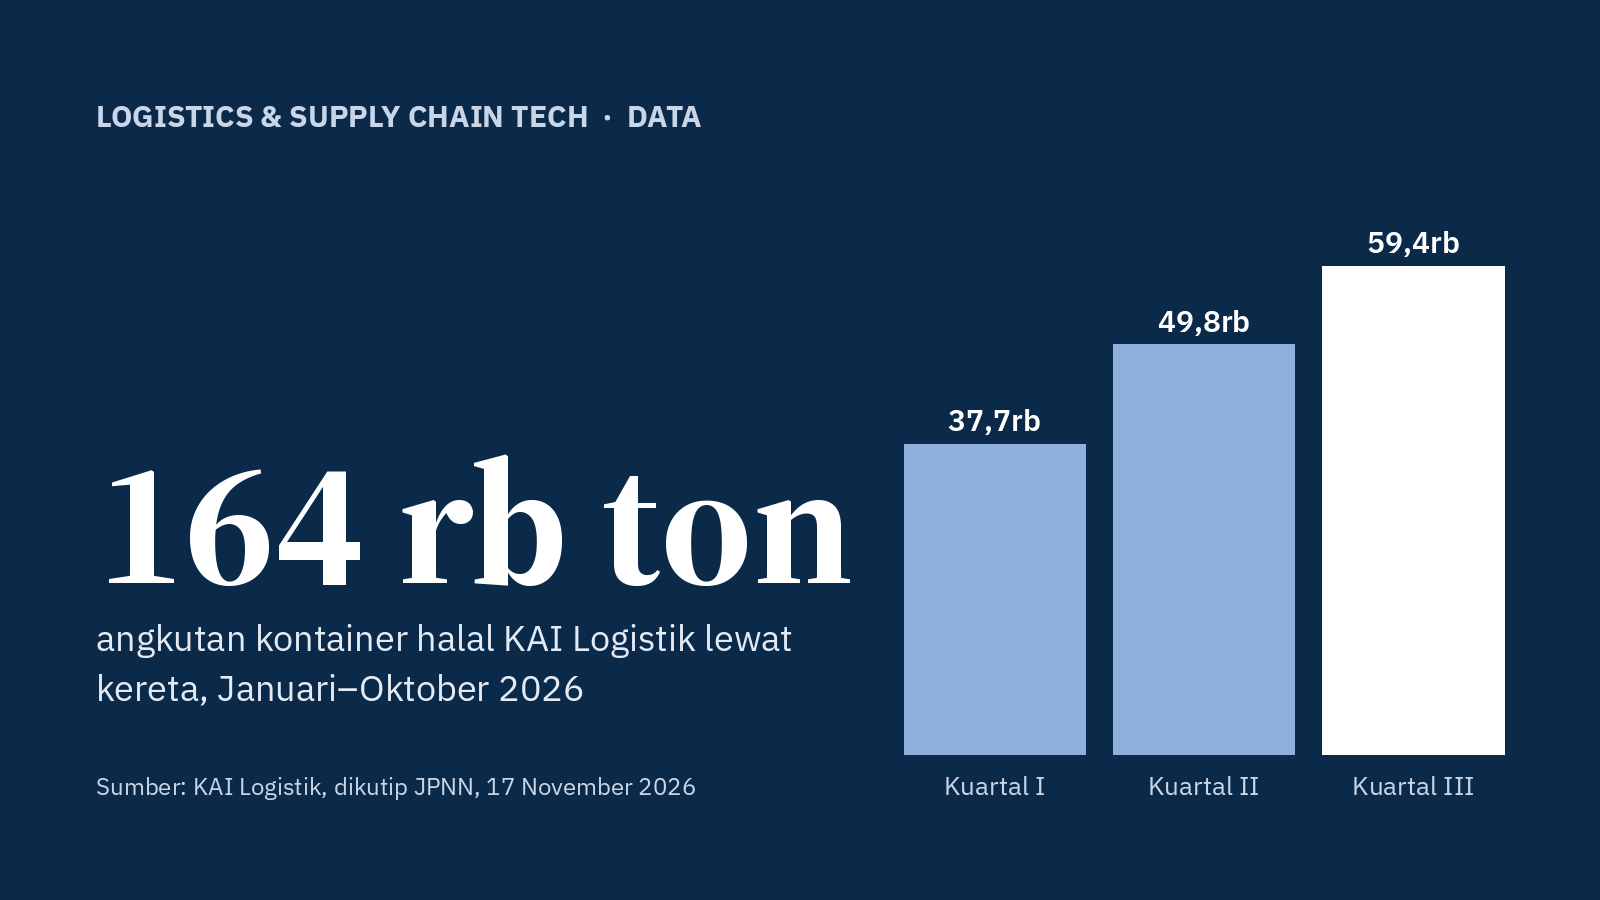 LOGISTICS & SUPPLY CHAIN TECH · DATA
164 rb ton
angkutan kontainer halal KAI Logistik lewat
kereta, Januari–Oktober 2026
Sumber: KAI Logistik, dikutip JPNN, 17 November 2026
37,7rb
49,8rb
59,4rb
Kuartal I
Kuartal II
Kuartal III